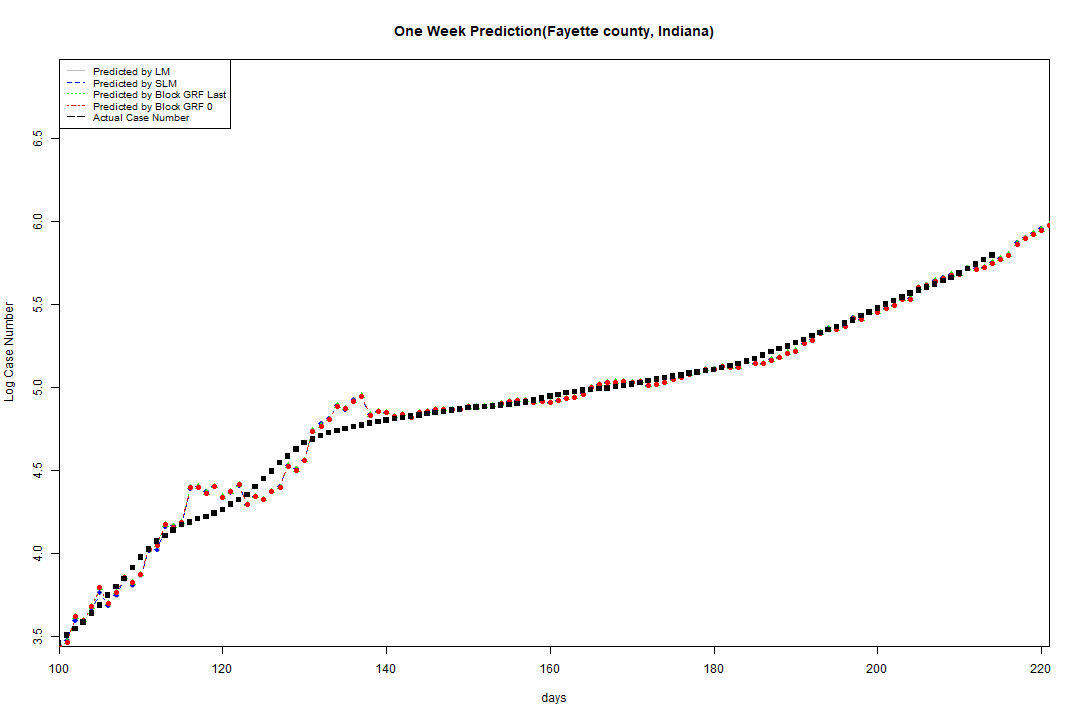 One Week Prediction(Fayette county, Indiana)
Predicted by LM
Predicted by SLM
Predicted by Block GRF Last
Predicted by Block GRF 0
Actual Case Number
Log Case Number
6.5
6.0
5.5
5.0
4.5
4.0
3.5
100 120 140 160 180 200 220
days